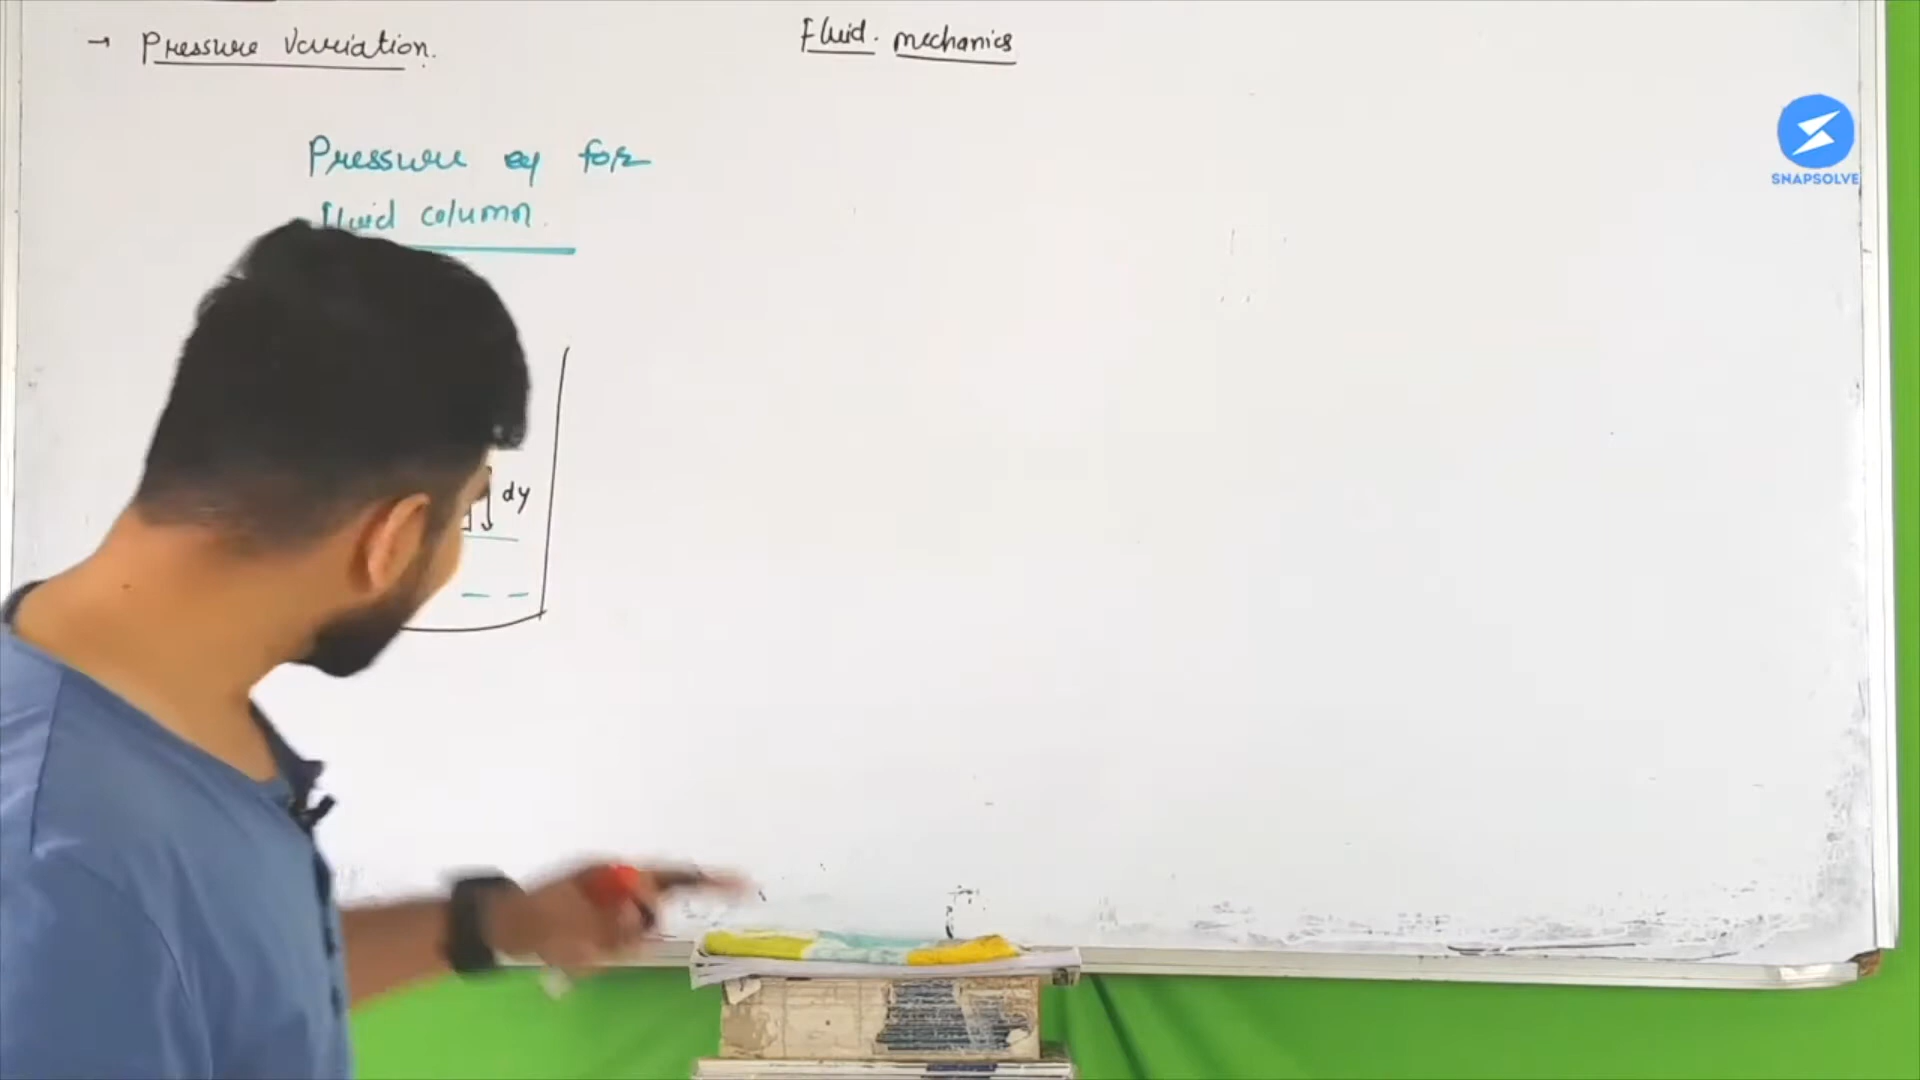 → Pressure Variation.
Fluid. mechanics
Pressure eq for
fluid column.
dy
SNAPSOLVE